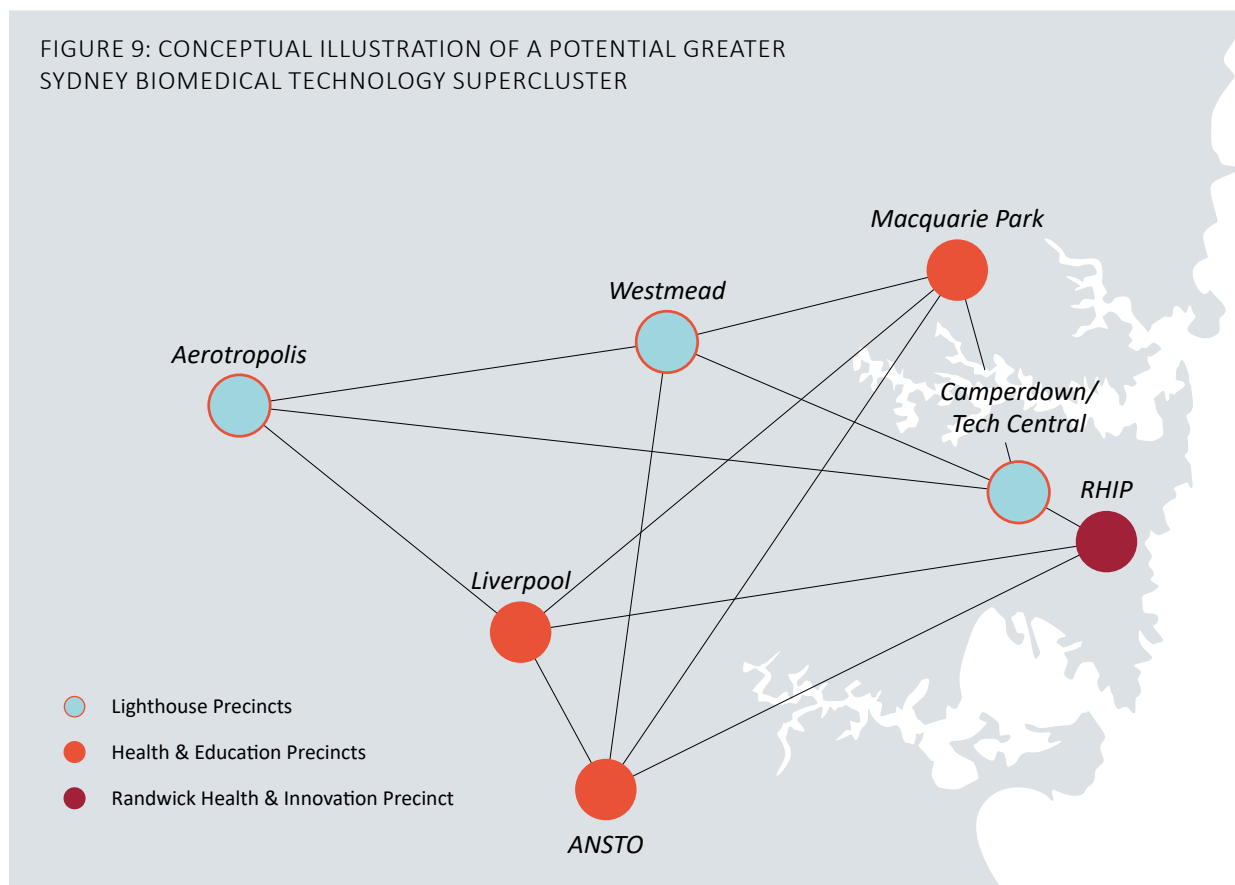 FIGURE 9: CONCEPTUAL ILLUSTRATION OF A POTENTIAL GREATER
SYDNEY BIOMEDICAL TECHNOLOGY SUPERCLUSTER
Macquarie Park
Westmead
Aerotropolis
Camperdown/
Tech Central
RHIP
Liverpool
Lighthouse Precincts
Health & Education Precincts
Randwick Health & Innovation Precinct
ANSTO